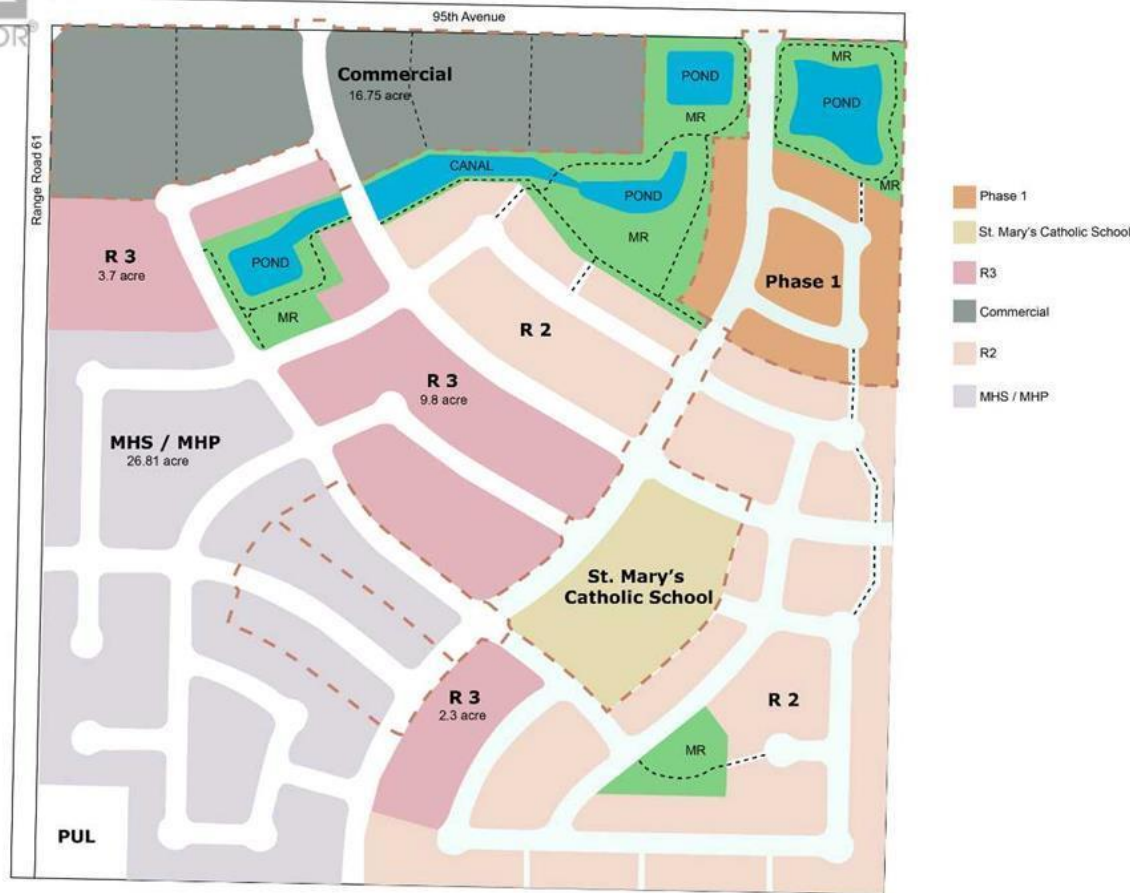 95th Avenue
OR®
Range Road 61
Commercial
16.75 acre
POND
MR
MR
POND
MR
CANAL
POND
MR
R 3
3.7 acre
POND
MR
Phase 1
R 2
R 3
9.8 acre
MHS / MHP
26.81 acre
St. Mary's
Catholic School
R 3
2.3 acre
R 2
MR
PUL
Phase 1
St. Mary's Catholic School
R3
Commercial
R2
MHS / MHP